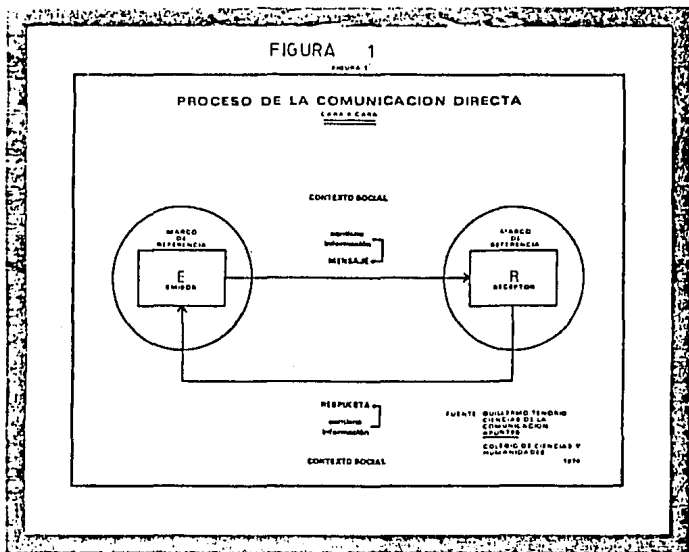 FIGURA 1
FIGURA 1
PROCESO DE LA COMUNICACION DIRECTA
CARA A CARA
CONTEXTO SOCIAL
MARCO
DE
REFERENCIA
E
EMISOR
contiene
información
MENSAJE
MARCO
DE
REFERENCIA
R
RECEPTOR
RESPUESTA
contiene
información
CONTEXTO SOCIAL
FUENTE GUILLERMO TENORIO
CIENCIAS DE LA
COMUNICACION
APUNTES
COLEGIO DE CIENCIAS Y
HUMANIDADES